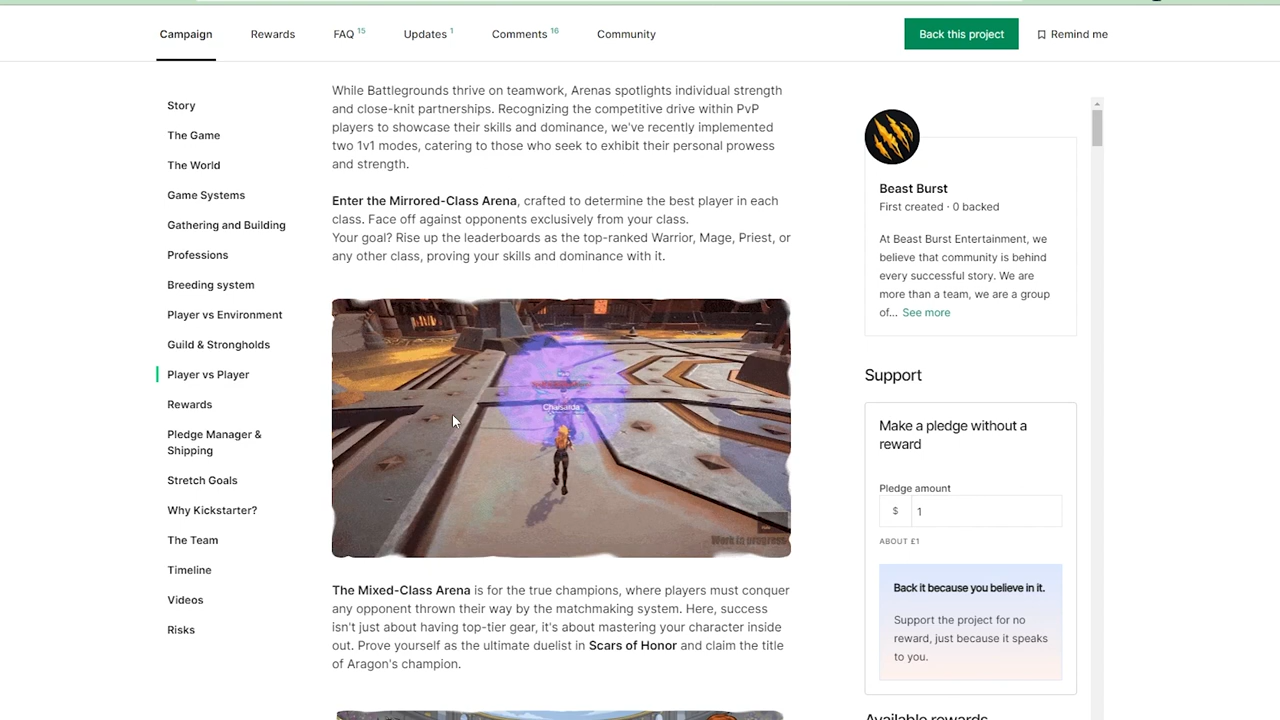 Campaign
Rewards
FAQ 15
Updates 1
Comments 16
Community
Back this project
Remind me
Story
The Game
The World
Game Systems
Gathering and Building
Professions
Breeding system
Player vs Environment
Guild & Strongholds
Player vs Player
Rewards
Pledge Manager &
Shipping
Stretch Goals
Why Kickstarter?
The Team
Timeline
Videos
Risks
While Battlegrounds thrive on teamwork, Arenas spotlights individual strength
and close-knit partnerships. Recognizing the competitive drive within PvP
players to showcase their skills and dominance, we've recently implemented
two 1v1 modes, catering to those who seek to exhibit their personal prowess
and strength.
Enter the Mirrored-Class Arena, crafted to determine the best player in each
class. Face off against opponents exclusively from your class.
Your goal? Rise up the leaderboards as the top-ranked Warrior, Mage, Priest, or
any other class, proving your skills and dominance with it.
Work in progress
The Mixed-Class Arena is for the true champions, where players must conquer
any opponent thrown their way by the matchmaking system. Here, success
isn't just about having top-tier gear, it's about mastering your character inside
out. Prove yourself as the ultimate duelist in Scars of Honor and claim the title
of Aragon's champion.
Beast Burst
First created · 0 backed
At Beast Burst Entertainment, we
believe that community is behind
every successful story. We are
more than a team, we are a group
of... See more
Support
Make a pledge without a
reward
Pledge amount
$ 1
ABOUT £1
Back it because you believe in it.
Support the project for no
reward, just because it speaks
to you.
Available rewards